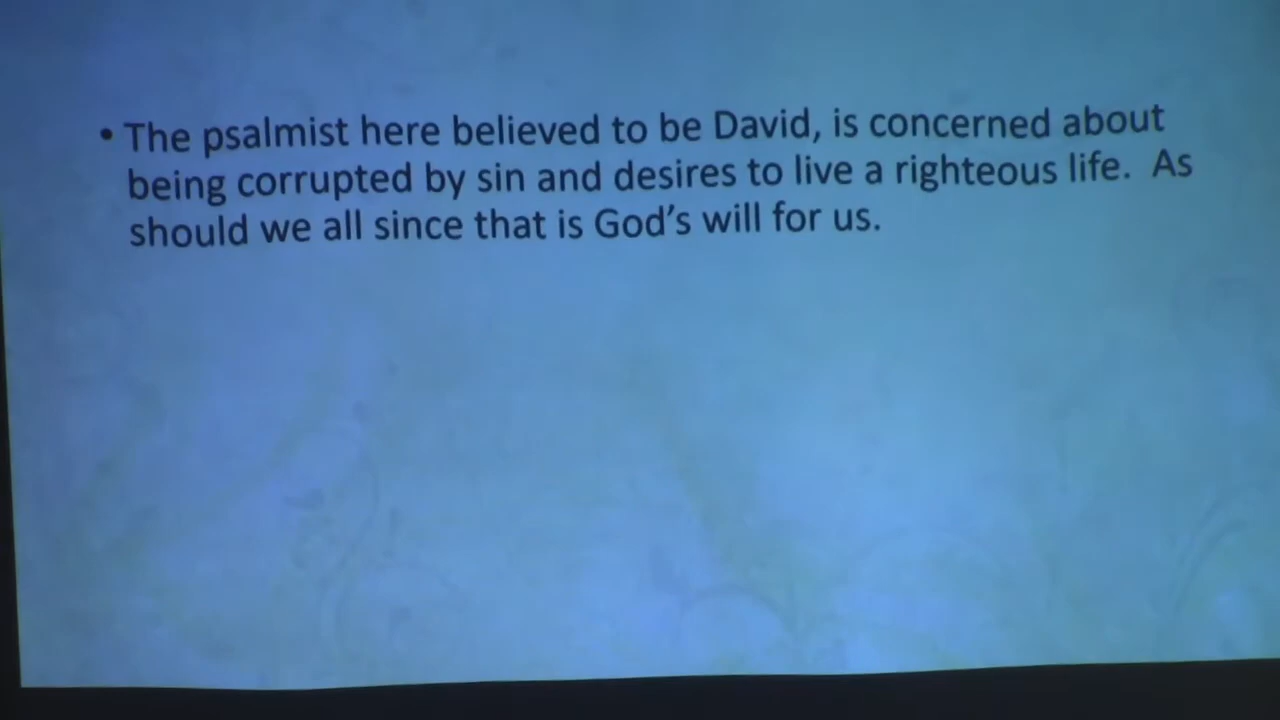 • The psalmist here believed to be David, is concerned about
being corrupted by sin and desires to live a righteous life.  As
should we all since that is God’s will for us.